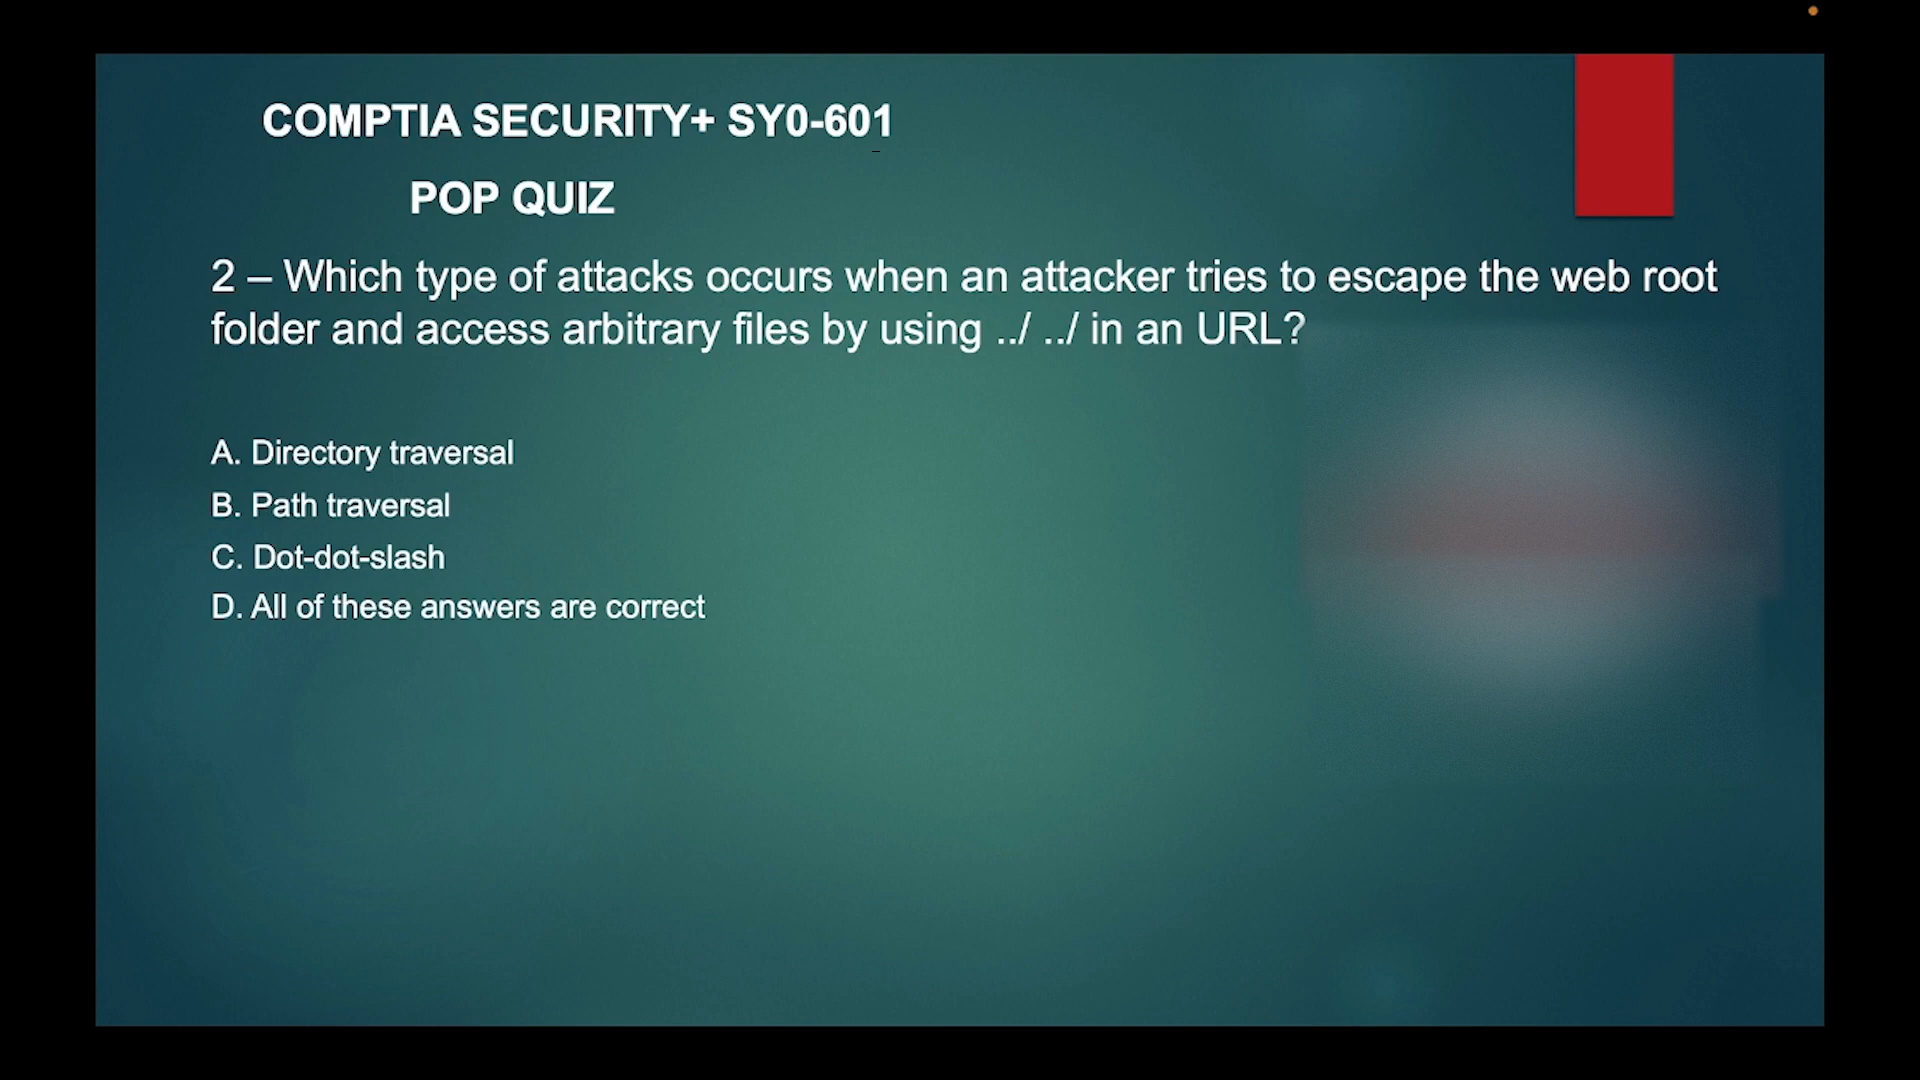 COMPTIA SECURITY+ SY0-601
POP QUIZ
2 – Which type of attacks occurs when an attacker tries to escape the web root
folder and access arbitrary files by using ../ ../ in an URL?
A. Directory traversal
B. Path traversal
C. Dot-dot-slash
D. All of these answers are correct